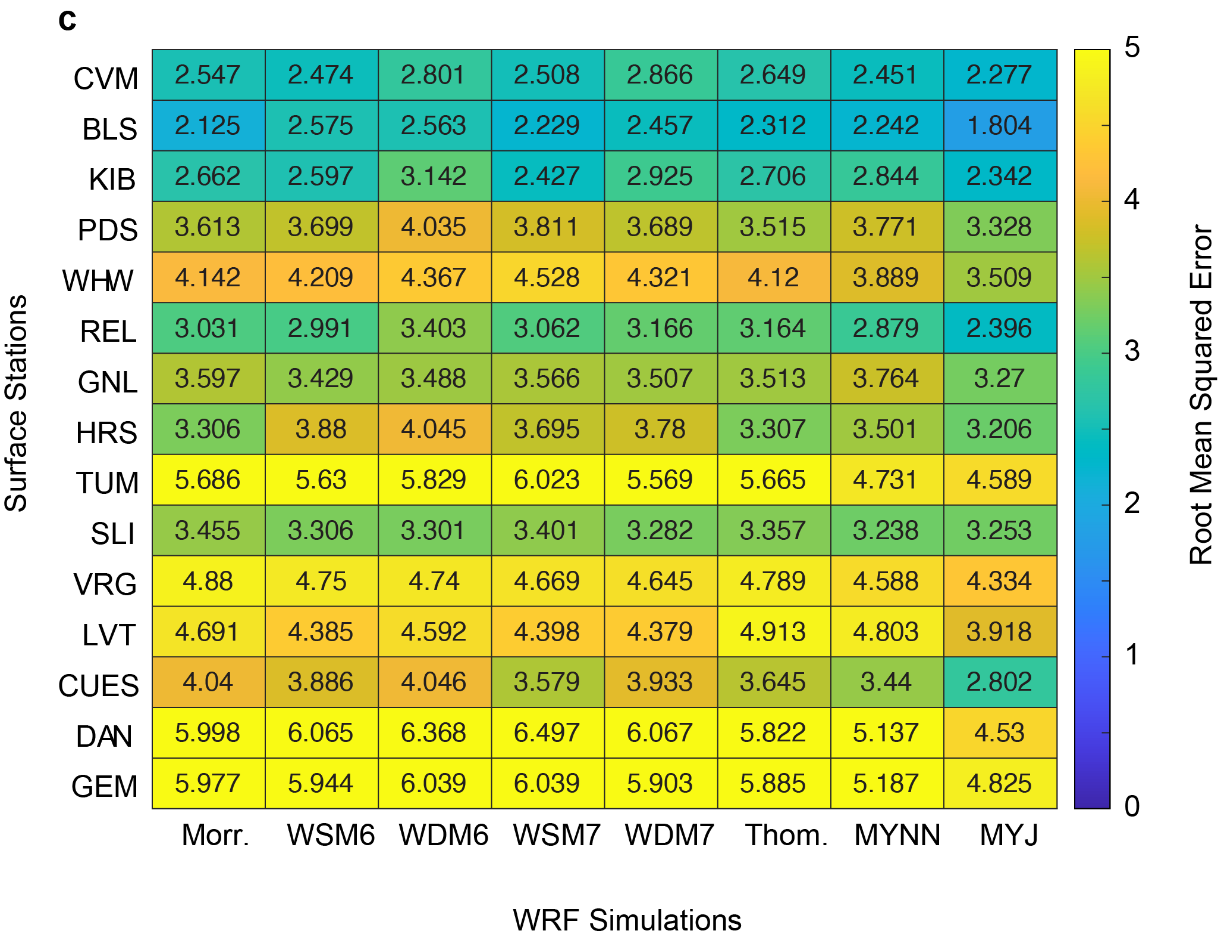 c
CVM 2.547 2.474 2.801 2.508 2.866 2.649 2.451 2.277
BLS 2.125 2.575 2.563 2.229 2.457 2.312 2.242 1.804
KIB 2.662 2.597 3.142 2.427 2.925 2.706 2.844 2.342
PDS 3.613 3.699 4.035 3.811 3.689 3.515 3.771 3.328
WHW 4.142 4.209 4.367 4.528 4.321 4.12 3.889 3.509
REL 3.031 2.991 3.403 3.062 3.166 3.164 2.879 2.396
GNL 3.597 3.429 3.488 3.566 3.507 3.513 3.764 3.27
HRS 3.306 3.88 4.045 3.695 3.78 3.307 3.501 3.206
TUM 5.686 5.63 5.829 6.023 5.569 5.665 4.731 4.589
SLI 3.455 3.306 3.301 3.401 3.282 3.357 3.238 3.253
VRG 4.88 4.75 4.74 4.669 4.645 4.789 4.588 4.334
LVT 4.691 4.385 4.592 4.398 4.379 4.913 4.803 3.918
CUES 4.04 3.886 4.046 3.579 3.933 3.645 3.44 2.802
DAN 5.998 6.065 6.368 6.497 6.067 5.822 5.137 4.53
GEM 5.977 5.944 6.039 6.039 5.903 5.885 5.187 4.825
Morr. WSM6 WDM6 WSM7 WDM7 Thom. MYNN MYJ
WRF Simulations
Surface Stations
5
4
3
2
1
0
Root Mean Squared Error